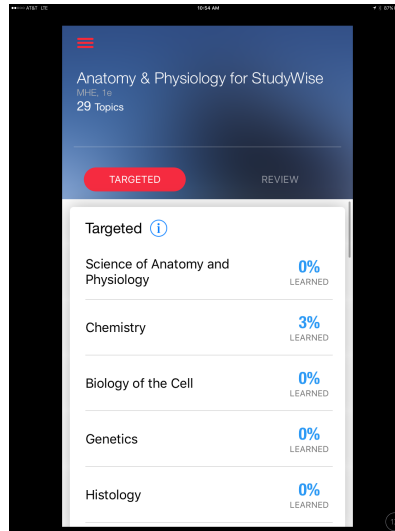 AT&T LTE 10:54 AM 87%
Anatomy & Physiology for StudyWise
MHE, 1e
29 Topics
TARGETED REVIEW
Targeted i
Science of Anatomy and
Physiology
0%
LEARNED
Chemistry
3%
LEARNED
Biology of the Cell
0%
LEARNED
Genetics
0%
LEARNED
Histology
0%
LEARNED